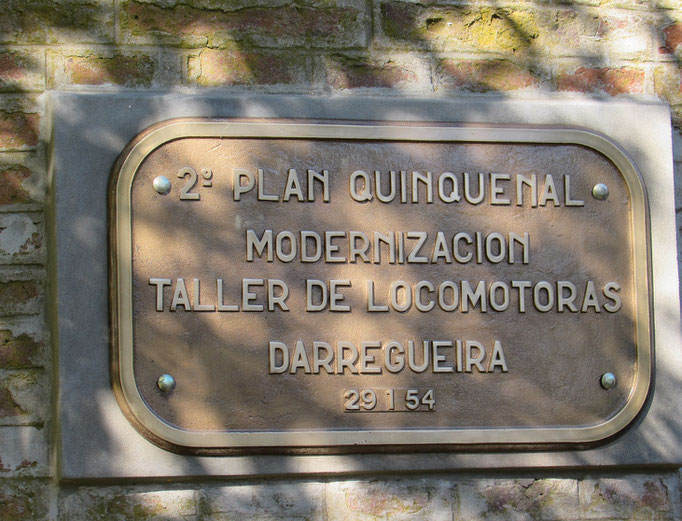 2º PLAN QUINQUENAL
MODERNIZACION
TALLER DE LOCOMOTORAS
DARREGUEIRA
29 1 54